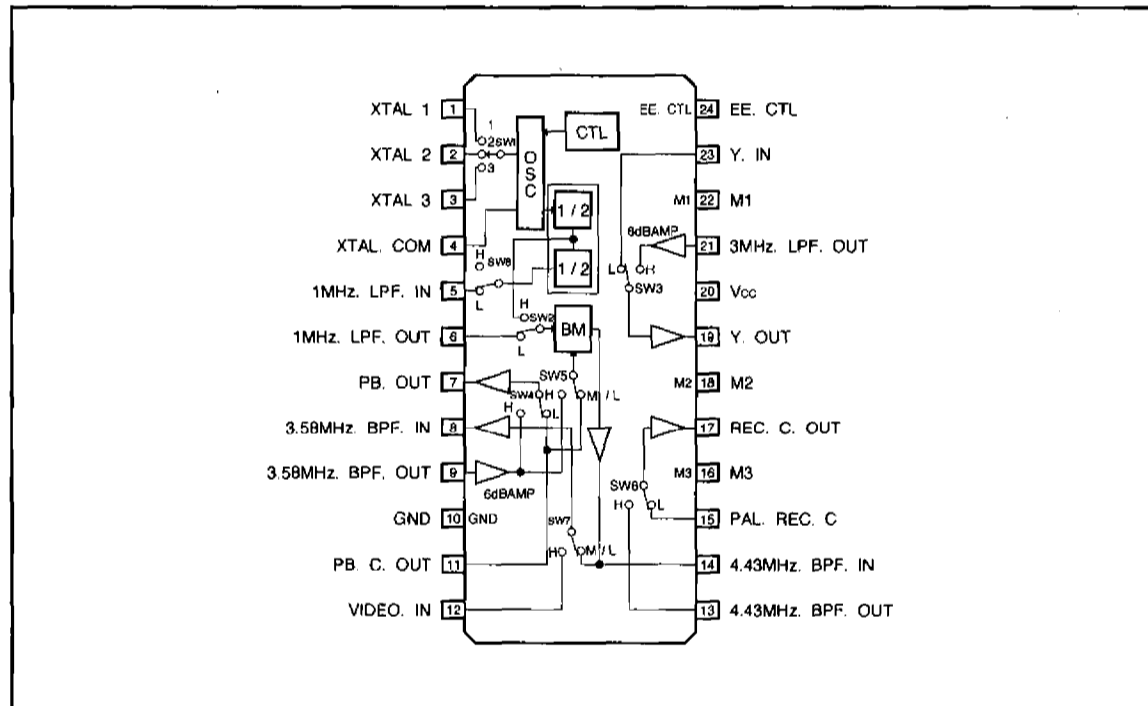 XTAL 1 1
XTAL 2 2
XTAL 3 3
XTAL. COM 4
1MHz. LPF. IN 5
1MHz. LPF. OUT 6
PB. OUT 7
3.58MHz. BPF. IN 8
3.58MHz. BPF. OUT 9
GND 10 GND
PB. C. OUT 11
VIDEO. IN 12
1
2 SW1
3
OSC
CTL
1/2
1/2
H SW8
L
H
SW2
L
BM
SW5
SW4 H M/L
H L
6dBAMP
SW7
H M/L
EE. CTL 24 EE. CTL
23 Y. IN
M1 22 M1
6dBAMP
21 3MHz. LPF. OUT
L H
SW3
20 Vcc
19 Y. OUT
M2 18 M2
17 REC. C. OUT
M3 16 M3
SW6
H L
15 PAL. REC. C
14 4.43MHz. BPF. IN
13 4.43MHz. BPF. OUT